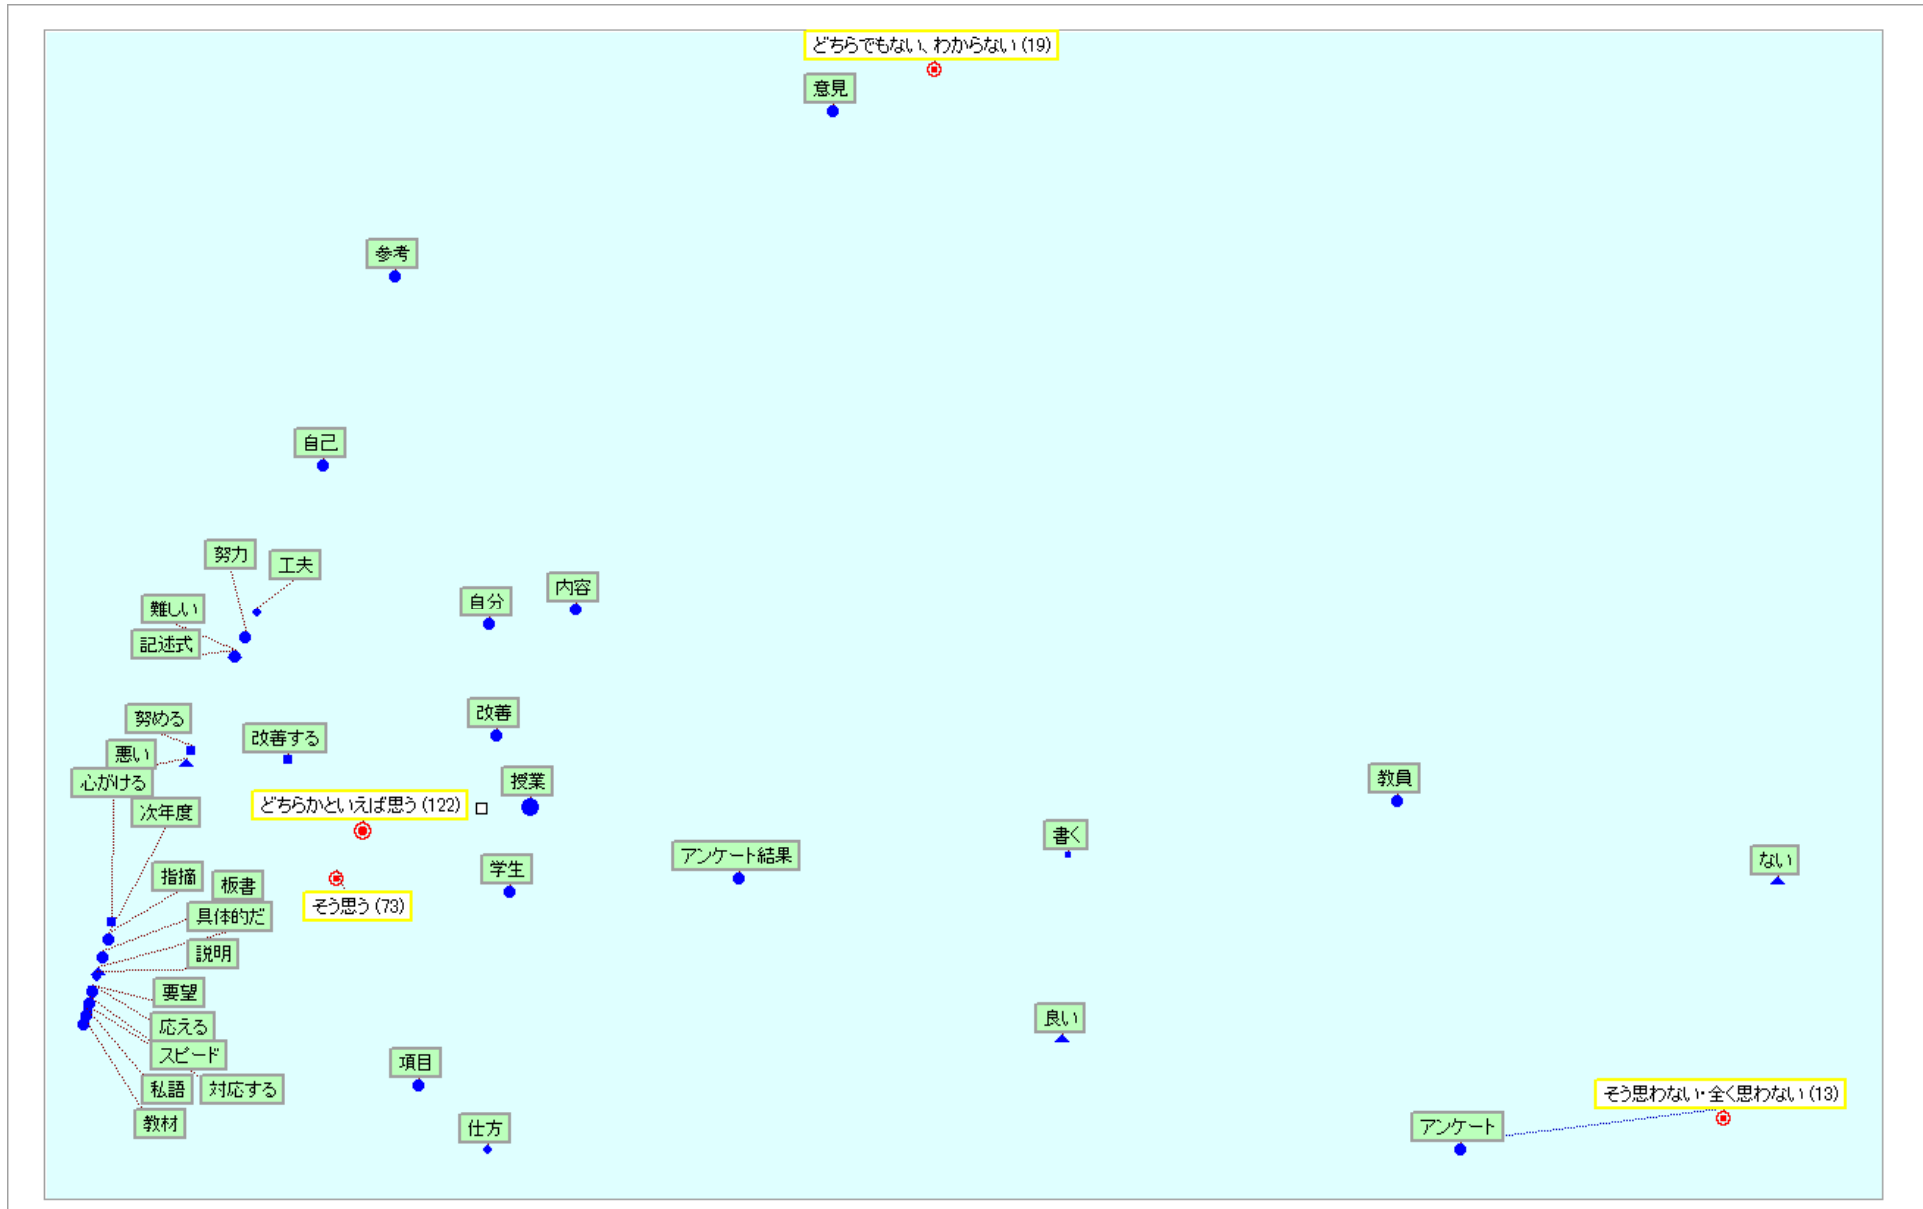 どちらでもない、わからない(19)
意見
参考
自己
努力
工夫
難しい
記述式
自分
内容
努める
悪い
心がける
次年度
改善する
改善
授業
どちらかといえば思う(122)
教員
書く
ない
アンケート結果
学生
指摘
板書
そう思う(73)
具体的だ
説明
要望
応える
スピード
私語
対応する
教材
良い
項目
仕方
そう思わない・全く思わない(13)
アンケート